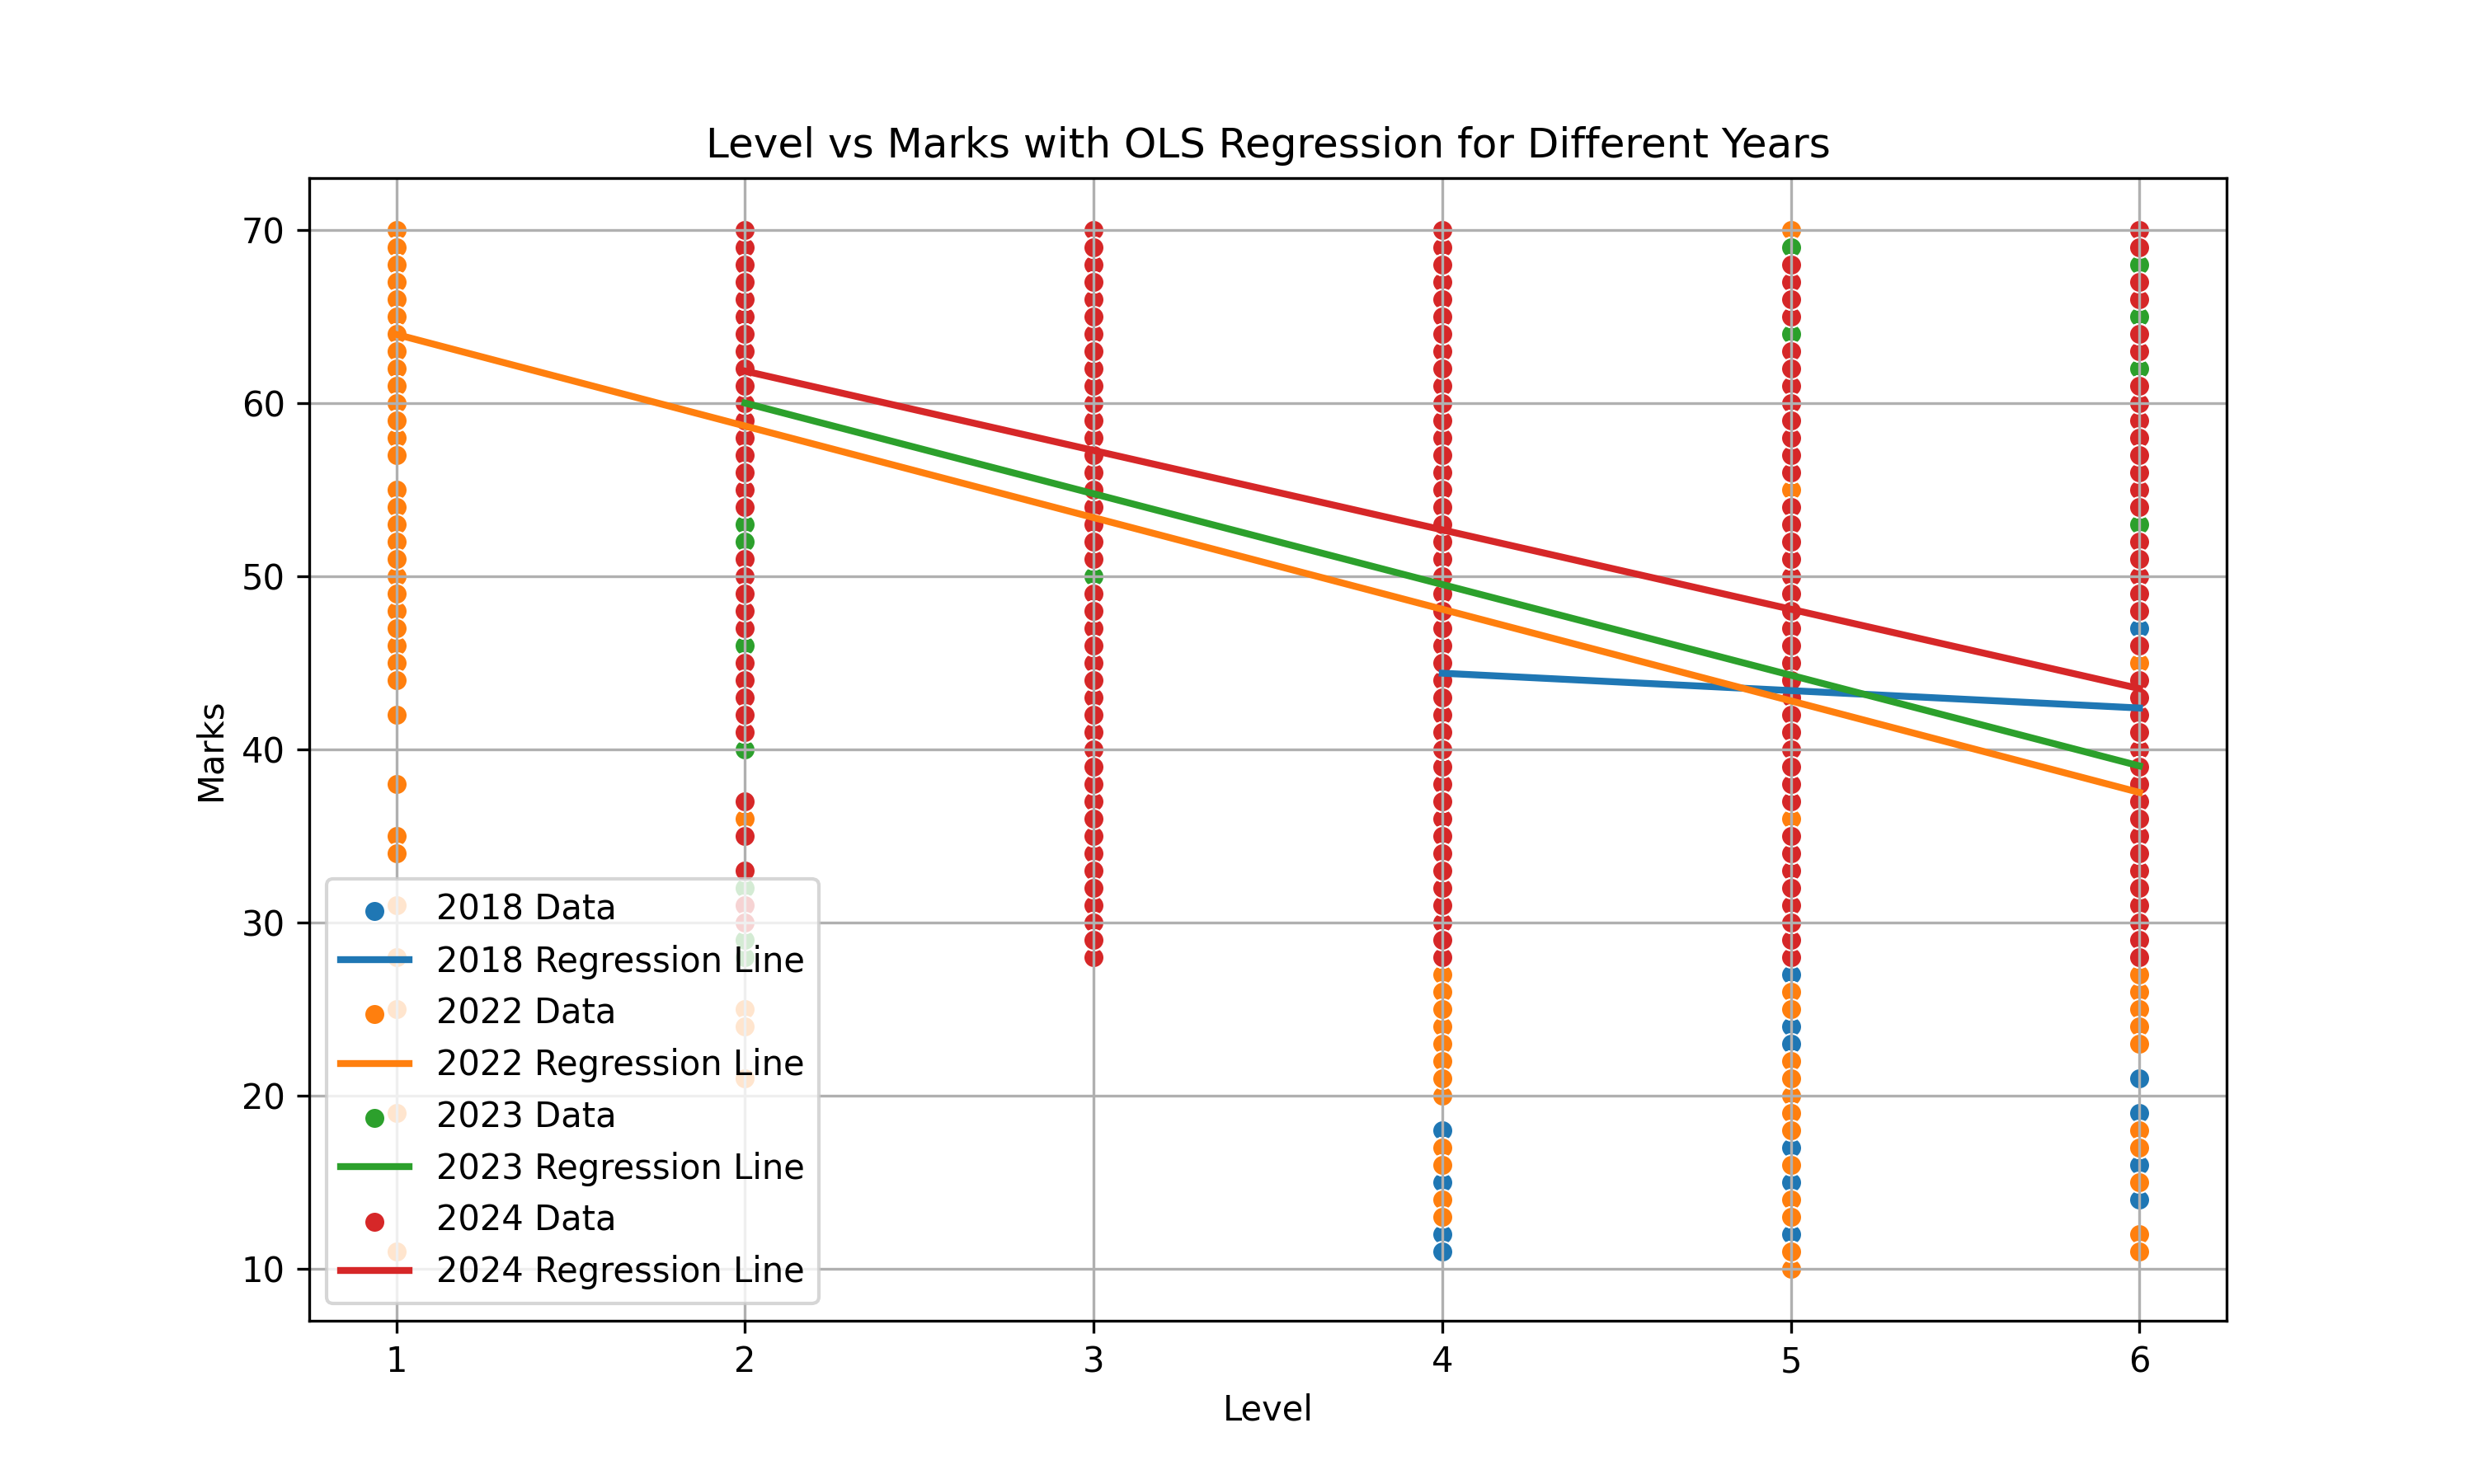 Level vs Marks with OLS Regression for Different Years
70
60
50
40
30
20
10
Marks
2018 Data
2018 Regression Line
2022 Data
2022 Regression Line
2023 Data
2023 Regression Line
2024 Data
2024 Regression Line
1 2 3 4 5 6
Level